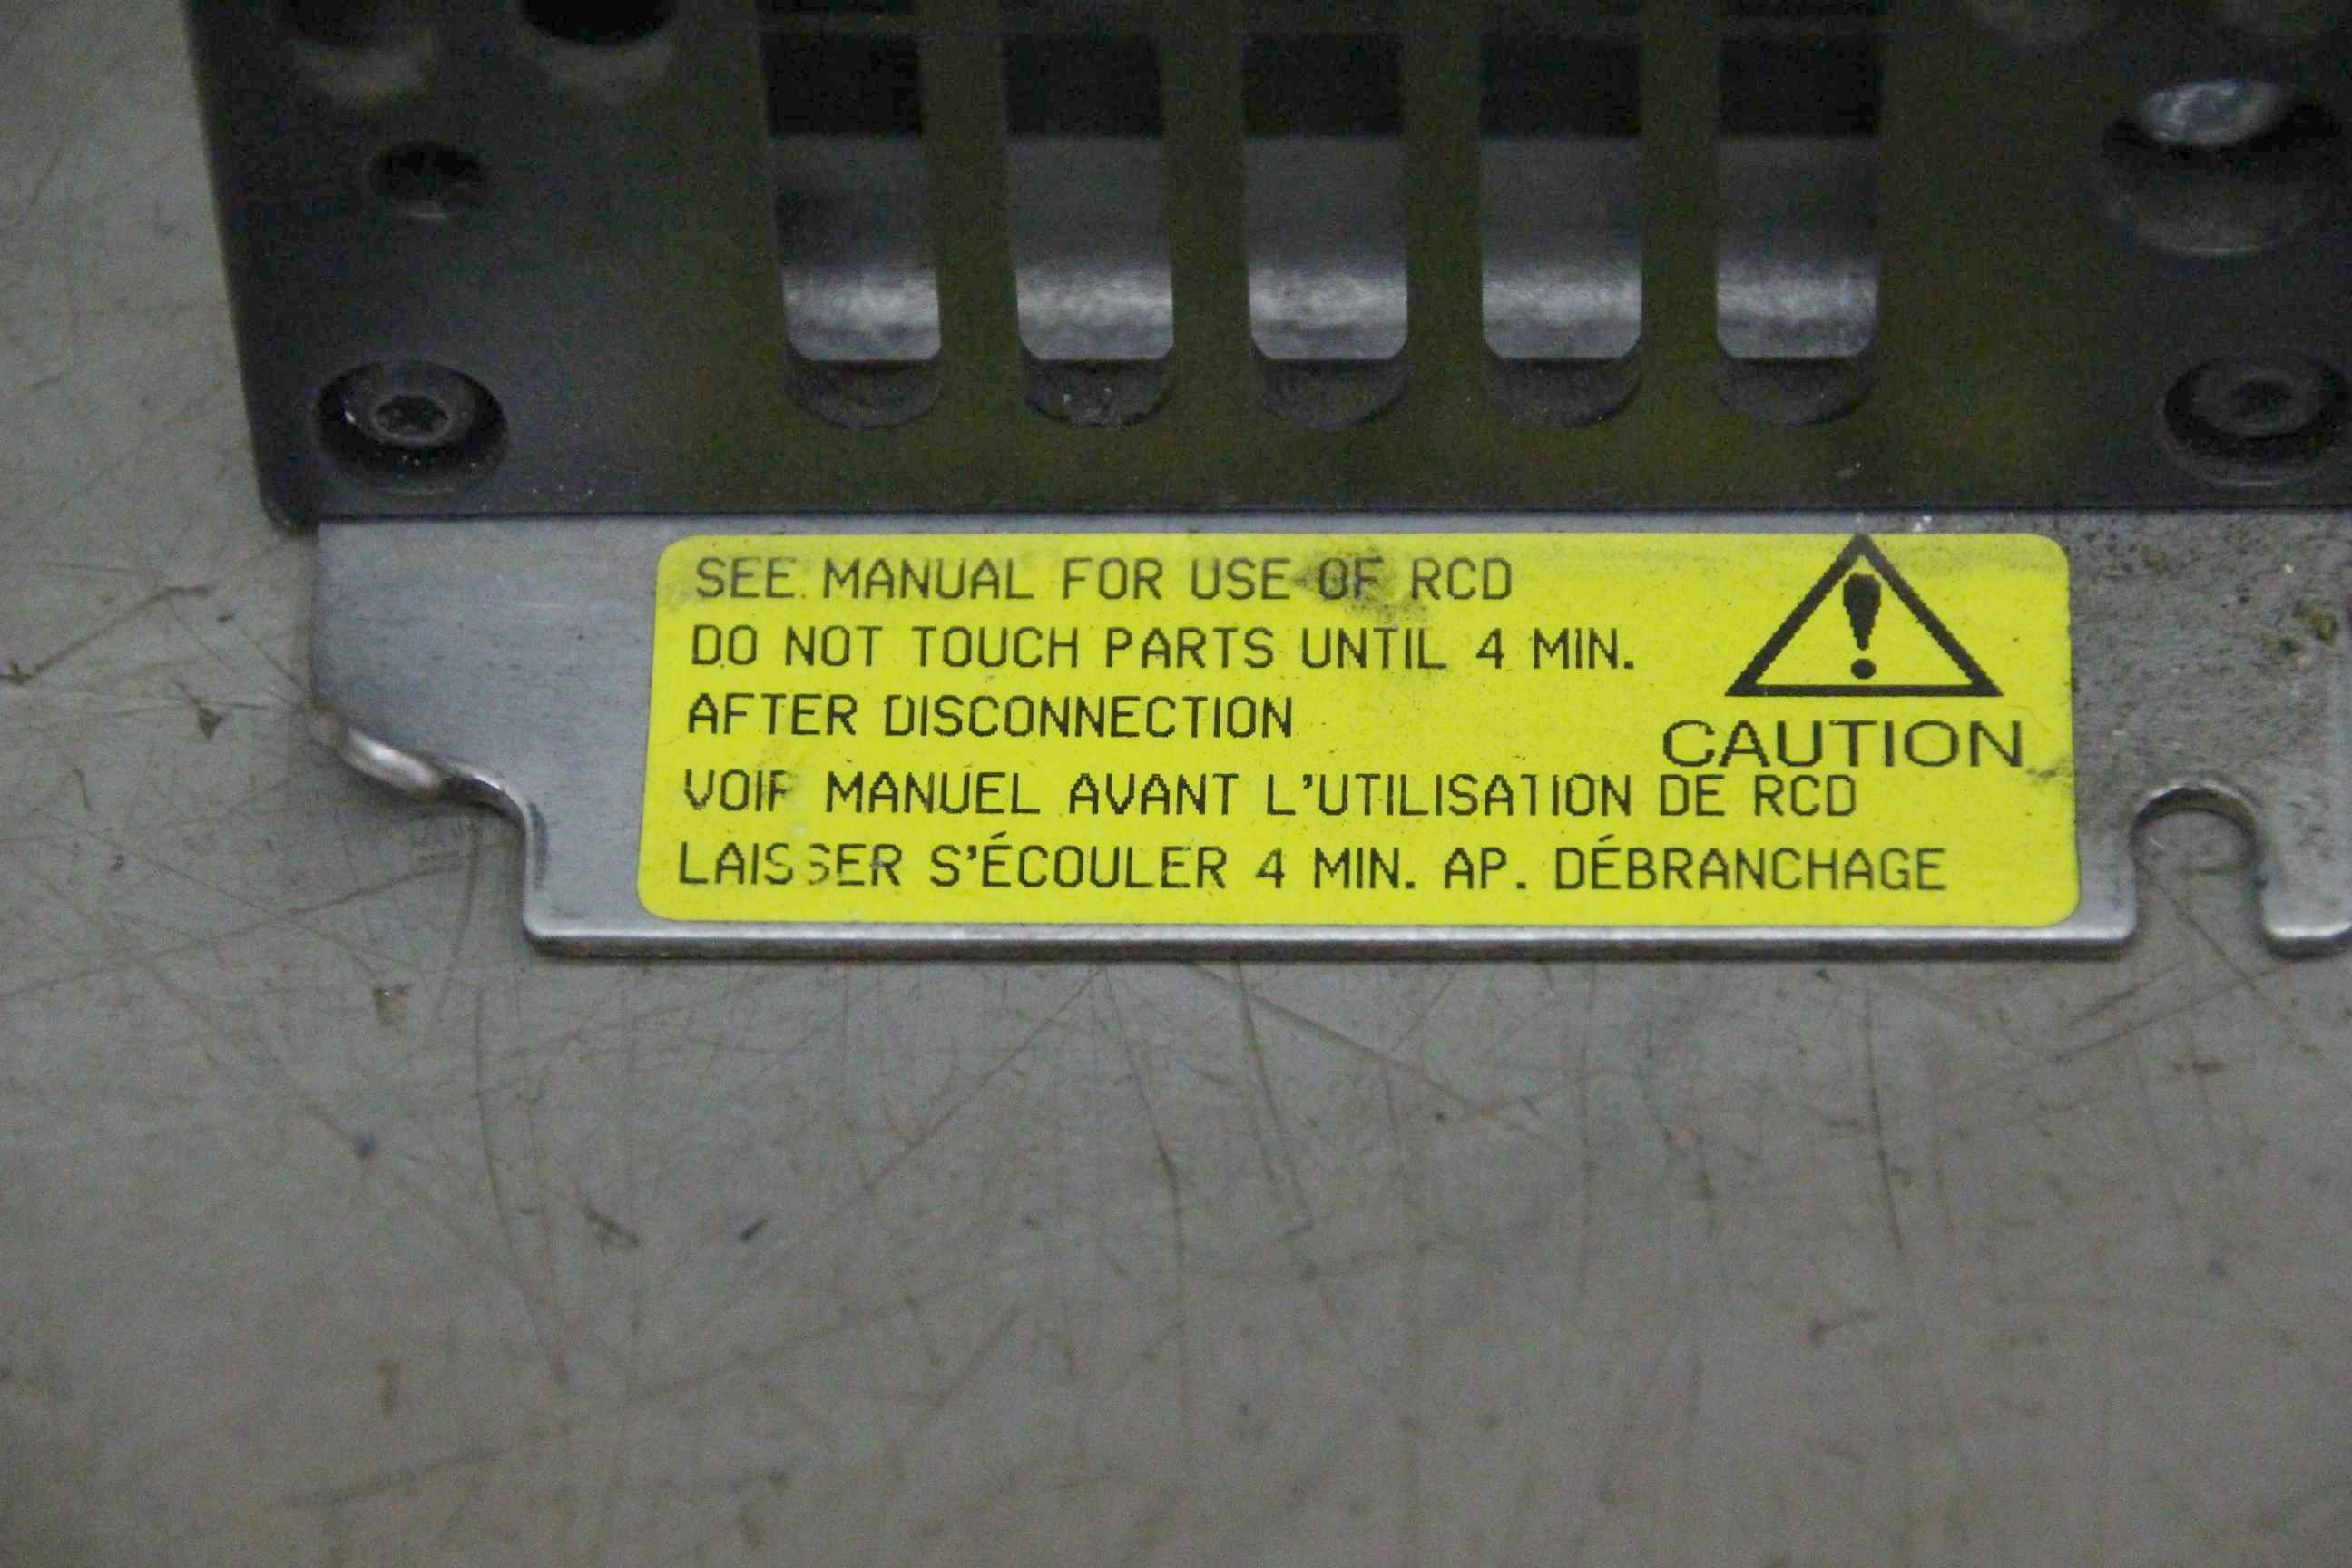 SEE MANUAL FOR USE OF RCD
DO NOT TOUCH PARTS UNTIL 4 MIN.
AFTER DISCONNECTION
CAUTION
VOIR MANUEL AVANT L'UTILISATION DE RCD
LAISSER S'ÉCOULER 4 MIN. AP. DÉBRANCHAGE